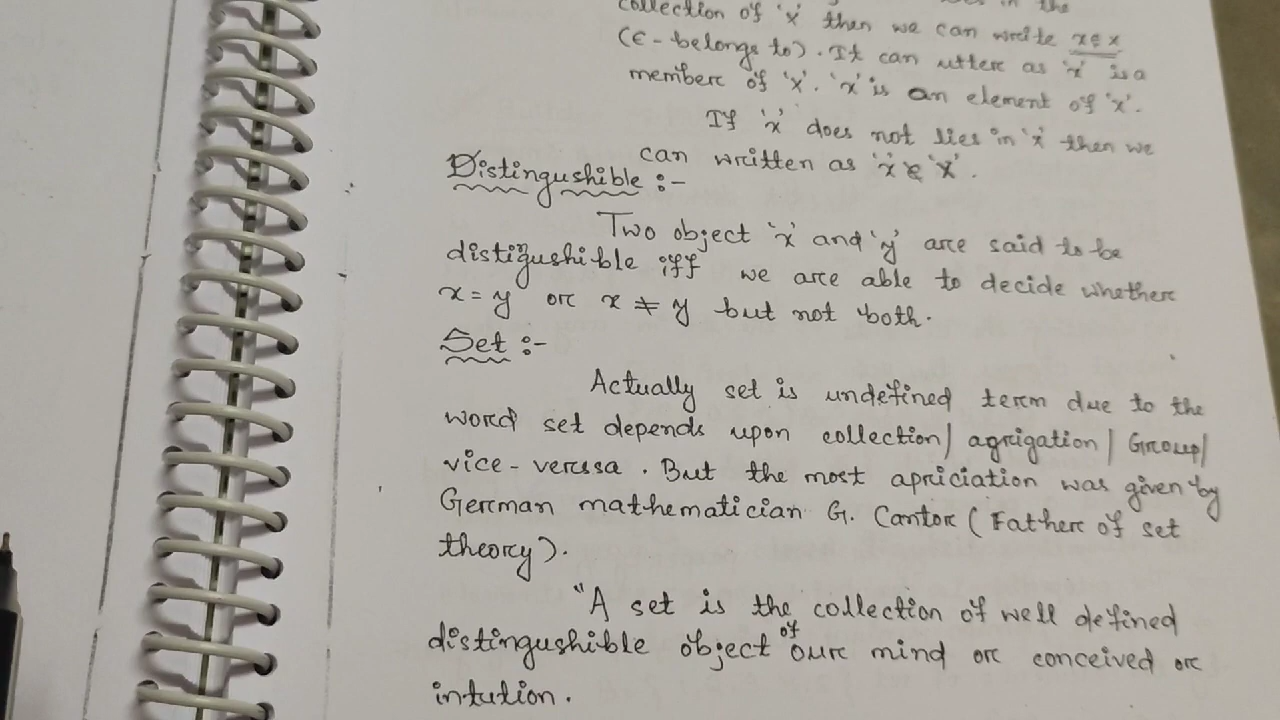 in the
collection of 'x' then we can write x∈x
(∈-belongs to). It can utter as 'x' is a
member of 'x'. 'x' is an element of 'x'.
If 'x' does not lies in 'x' then we
can written as 'x'∉'x'.
Distingushible :-
Two object 'x' and 'y' are said to be
distigushible iff we are able to decide whether
x = y or x ≠ y but not both.
Set :-
Actually set is undefined term due to the
word set depends upon collection/ agrigation/ Group/
vice-verssa. But the most apriciation was given by
German mathematician G. Cantor (Father of set
theory).
"A set is the collection of well defined
distingushible object of our mind or conceived or
intution.